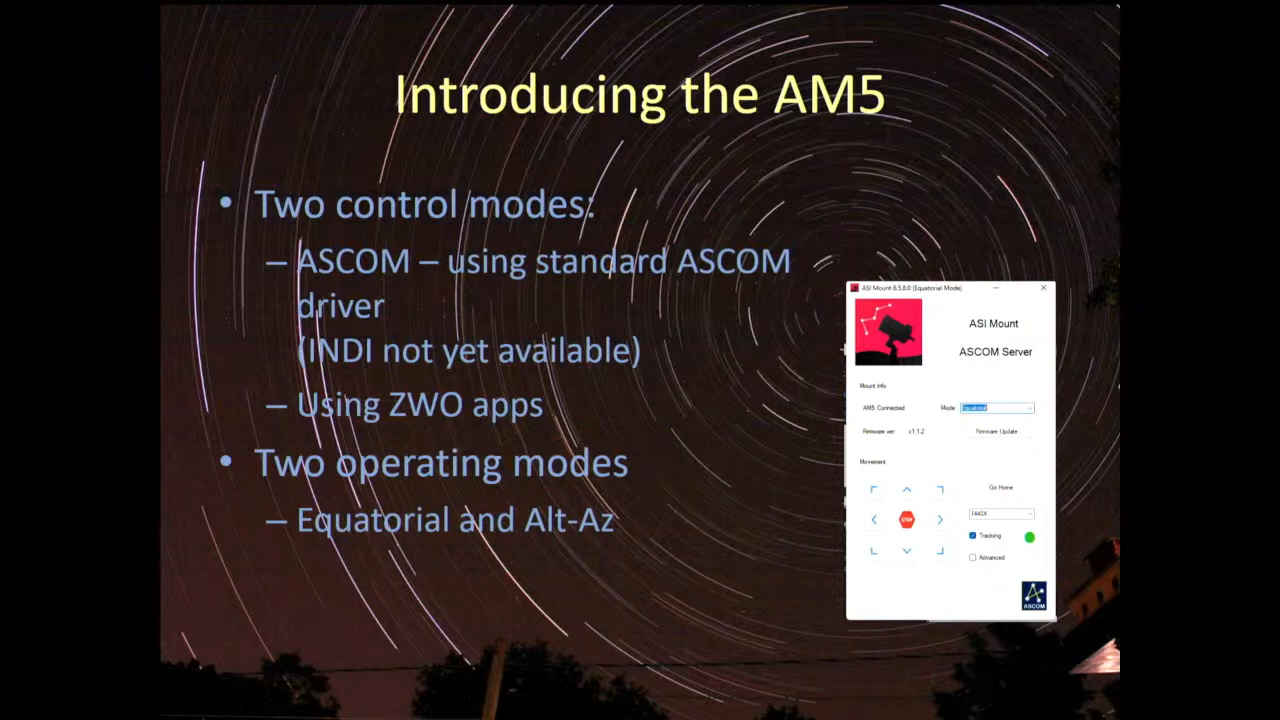 Introducing the AM5
• Two control modes:
– ASCOM – using standard ASCOM
driver
(INDI not yet available)
– Using ZWO apps
• Two operating modes
– Equatorial and Alt-Az
ASI Mount 6.5.8.0 (Equatorial Mode)
ASI Mount
ASCOM Server
Mount Info
AM5: Connected
Mode
Equatorial
Firmware ver v1.1.2
Firmware Update
Movement
Go Home
STOP
1440X
Tracking
Advanced
ASCOM